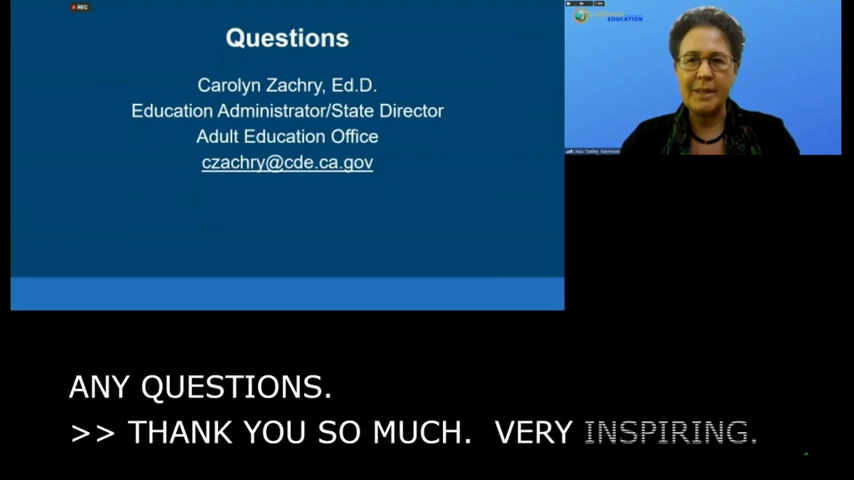 REC
Questions
Carolyn Zachry, Ed.D.
Education Administrator/State Director
Adult Education Office
czachry@cde.ca.gov
EDUCATION
ANY QUESTIONS.
>> THANK YOU SO MUCH.  VERY INSPIRING.